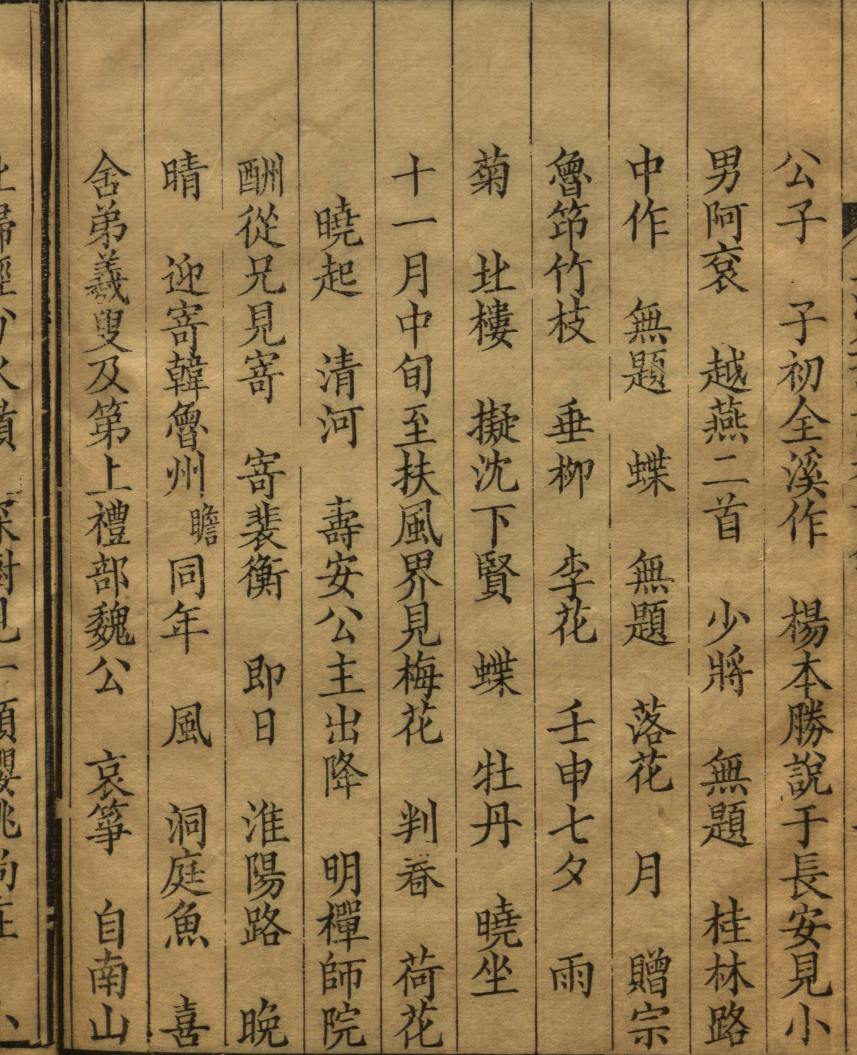 公子　子初全溪作　楊本勝說于長安見小
男阿衮　越燕二首　少將　無題　桂林路
中作　無題　蝶　無題　落花　月　贈宗
魯筇竹枝　垂柳　李花　壬申七夕　雨
菊　北樓　擬沈下賢　蝶　牡丹　曉坐
十一月中旬至扶風界見梅花　判春　荷花
曉起　清河　壽安公主出降　明禪師院
酬從兄見寄　寄裴衡　即日　淮陽路　晚
晴　迎寄韓魯州瞻同年　風　洞庭魚　喜
舍弟羲叟及第上禮部魏公　哀箏　自南山